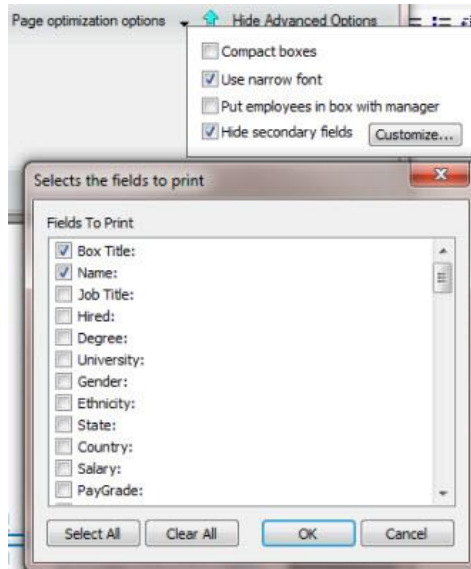 Page optimization options Hide Advanced Options
Compact boxes
Use narrow font
Put employees in box with manager
Hide secondary fields Customize...
Selects the fields to print
Fields To Print
Box Title:
Name:
Job Title:
Hired:
Degree:
University:
Gender:
Ethnicity:
State:
Country:
Salary:
PayGrade:
Select All Clear All OK Cancel